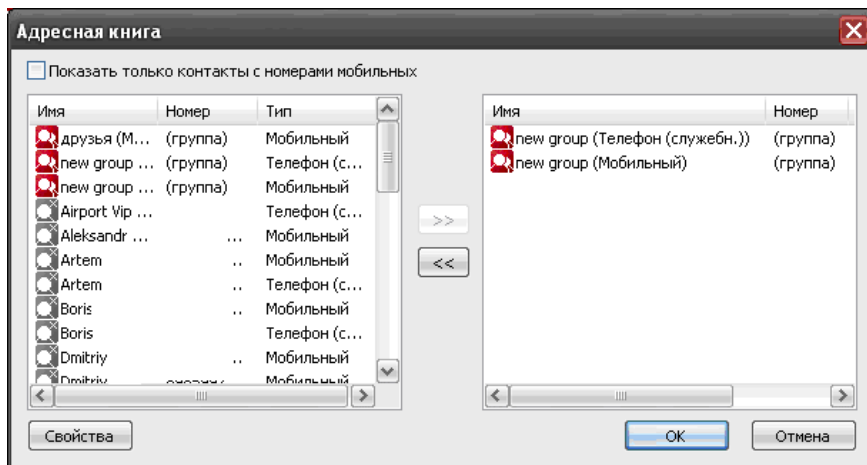 Адресная книга
Показать только контакты с номерами мобильных
Имя Номер Тип
друзья (М... (группа) Мобильный
new group ... (группа) Телефон (с...
new group ... (группа) Мобильный
Airport Vip ... Телефон (с...
Aleksandr ... ... Мобильный
Artem .. Мобильный
Artem Телефон (с...
Boris .. Мобильный
Boris Телефон (с...
Dmitriy .. Мобильный
Dmitriy Мобильный
>>
<<
Имя Номер
new group (Телефон (служебн.)) (группа)
new group (Мобильный) (группа)
Свойства OK Отмена